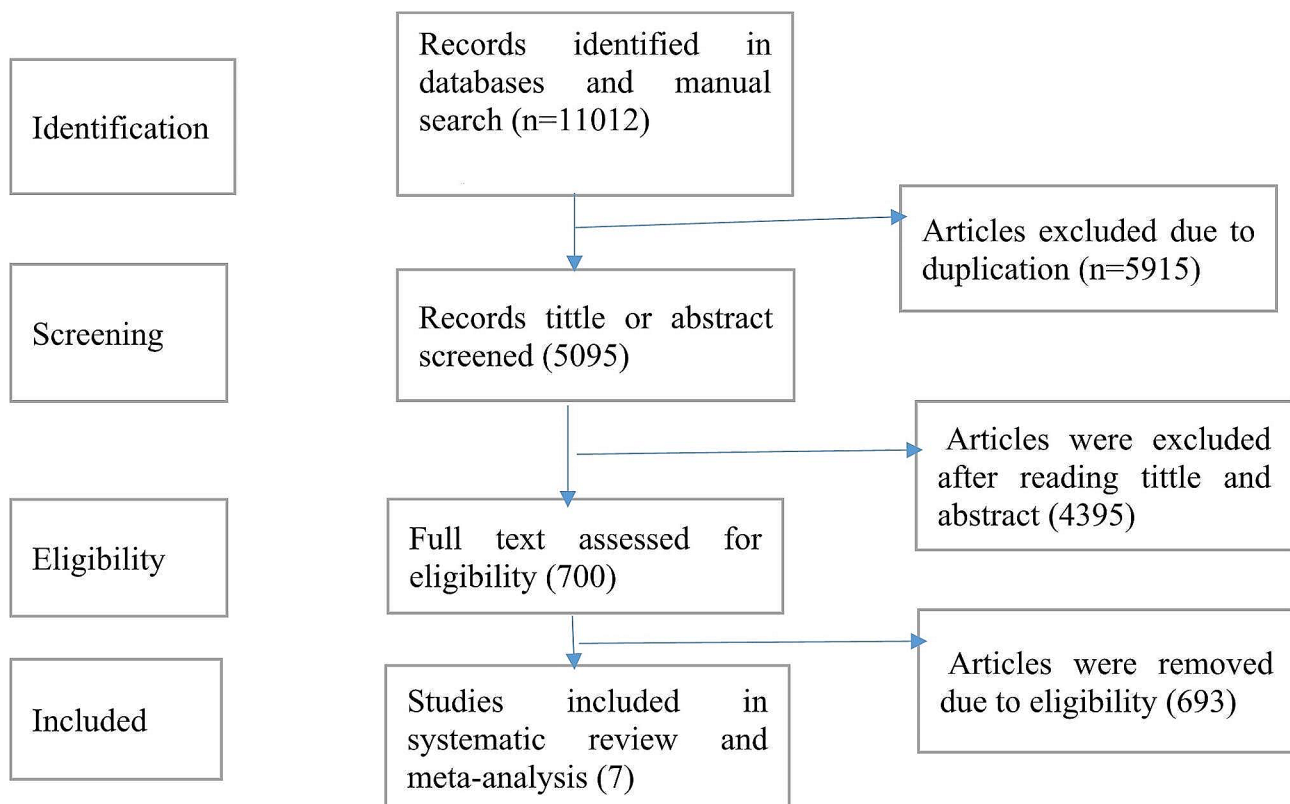 Identification
Records identified in
databases and manual
search (n=11012)
Articles excluded due to
duplication (n=5915)
Screening
Records tittle or abstract
screened (5095)
Articles were excluded
after reading tittle and
abstract (4395)
Eligibility
Full text assessed for
eligibility (700)
Articles were removed
due to eligibility (693)
Included
Studies included in
systematic review and
meta-analysis (7)